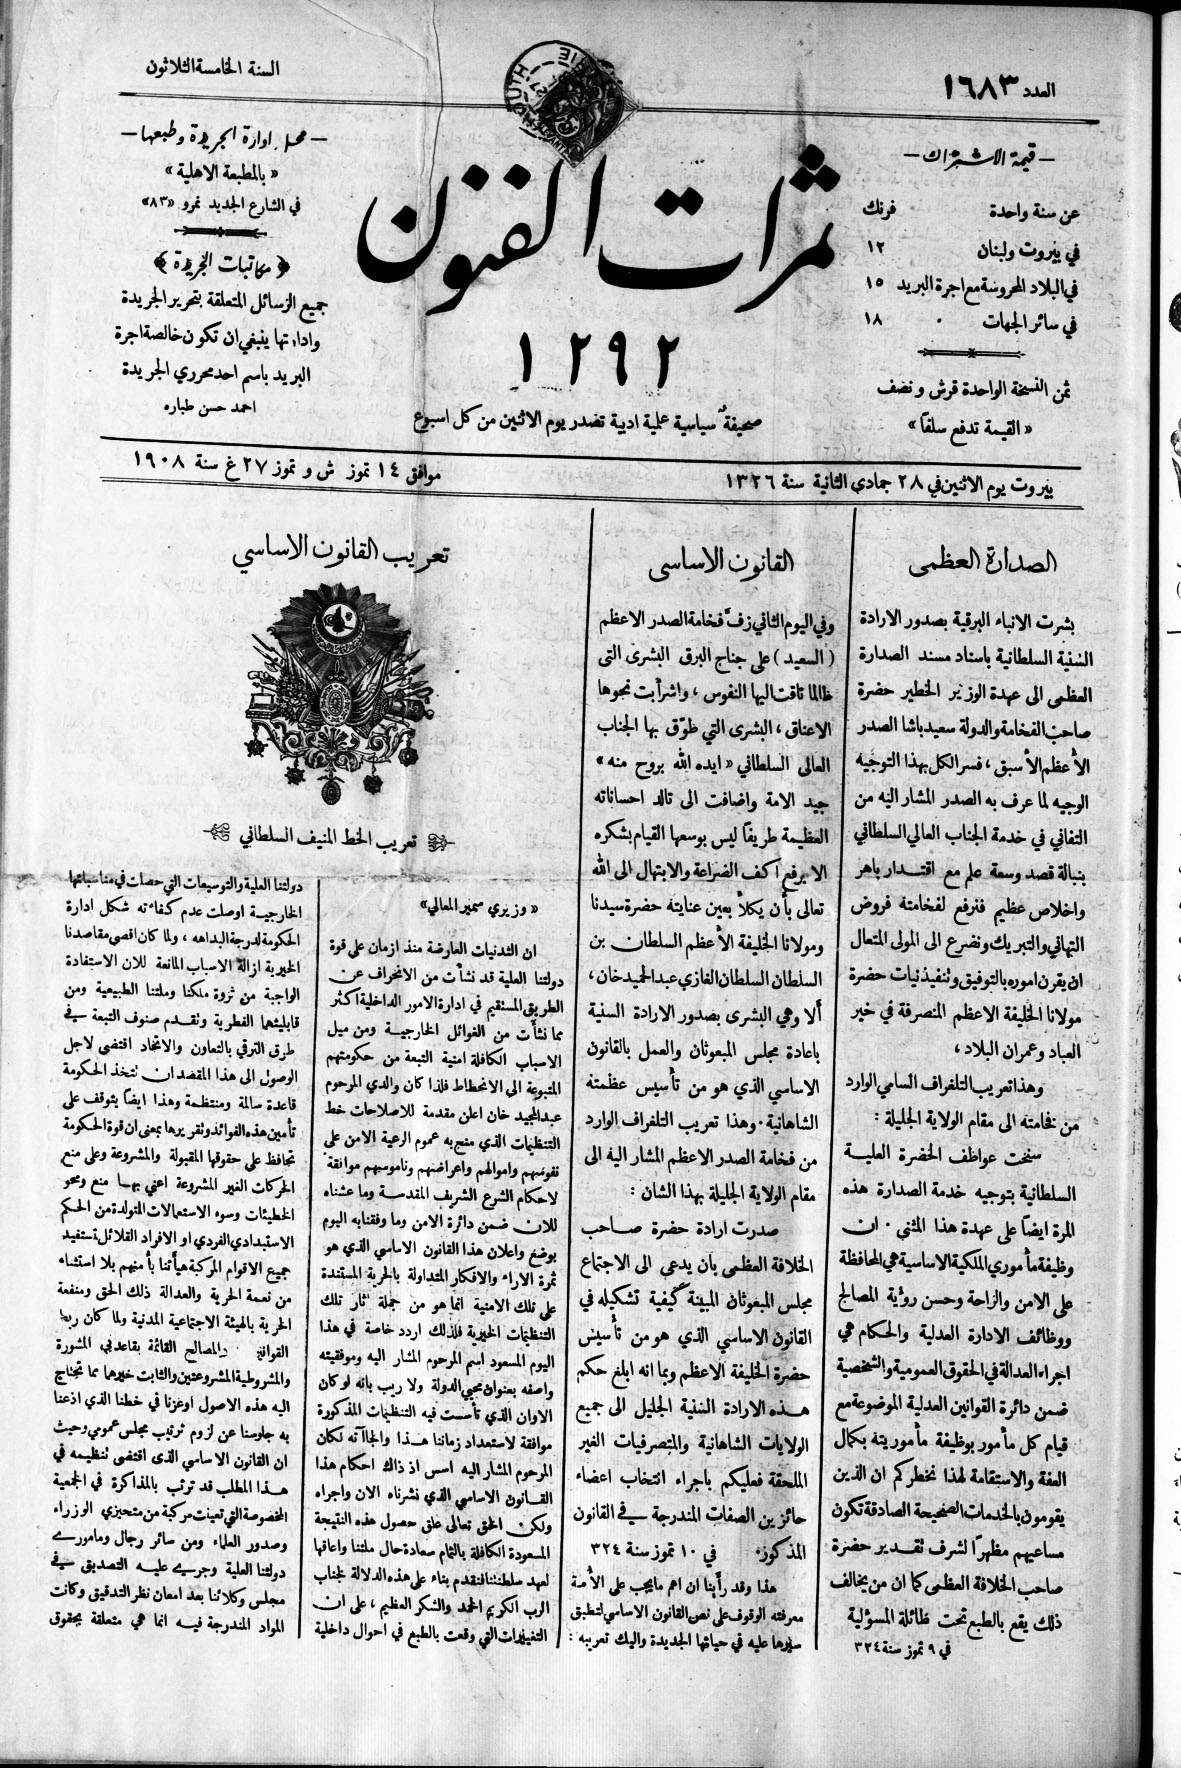 العدد ١٦٨٣
السنة الخامسة الثلاثون
— قيمة الاشتراك —
عن سنة واحدة فرنك
في بيروت ولبنان ١٢
في البلاد المحروسة مع اجرة البريد ١٥
في سائر الجهات ١٨
ثمن النسخة الواحدة قرش ونصف
« القيمة تدفع سلفاً »
ثمرات الفنون
١٢٩٢
صحيفة سياسية علمية ادبية تصدر يوم الاثنين من كل اسبوع
— محل ادارة الجريدة وطبعها —
« بالمطبعة الاهلية »
في الشارع الجديد نمرو «٨٣»
﴿ مكاتبات الجريدة ﴾
جميع الرسائل المتعلقة بتحرير الجريدة
واداءتها ينبغي ان تكون خالصة اجرة
البريد باسم احد محرري الجريدة
احمد حسن طباره
بيروت يوم الاثنين في ٢٨ جمادي الثانية سنة ١٣٢٦
موافق ١٤ تموز ش و تموز ٢٧ غ سنة ١٩٠٨
الصدارة العظمى
بشرت الانباء البرقية بصدور الارادة
السنية السلطانية باسناد مسند الصدارة
العظمى الى عهدة الوزير الخطير حضرة
صاحب الفخامة والدولة سعيد باشا الصدر
الأعظم الأسبق ، فسر الكل بهذا التوجيه
الوجيه لما عرف به الصدر المشار اليه من
التفاني في خدمة الجناب العالي السلطاني
بنبالة قصد وسعة علم مع اقتدار باهر
واخلاص عظيم فنرفع لفخامته فروض
التهاني والتبريك ونضرع الى المولى المتعال
ان يقرن اموره بالتوفيق وتنفيذ نيات حضرة
مولانا الخليفة الاعظم المنصرفة في خير
العباد وعمران البلاد ،
وهذا تعريب التلغراف السامي الوارد
من فخامته الى مقام الولاية الجليلة :
سنحت عواطف الحضرة العلية
السلطانية بتوجيه خدمة الصدارة هذه
المرة ايضاً على عهدة هذا المثني · ان
وظيفة مأموري الملكية الاساسية هي المحافظة
على الامن والراحة وحسن رؤية المصالح
ووظائف الادارة العدلية والحكام هي
اجراء العدالة في الحقوق العمومية والشخصية
ضمن دائرة القوانين العدلية الموضوعة مع
قيام كل مأمور بوظيفة مأموريته بكمال
العفة والاستقامة لهذا نخطركم ان الذين
يقومون بالخدمات الصحيحة الصادقة تكون
مساعيهم مظهراً لشرف تقدير حضرة
صاحب الخلافة العظمى كما ان من يخالف
ذلك يقع بالطبع تحت طائلة المسؤلية
في ٩ تموز سنة ٣٢٤
القانون الاساسى
وفي اليوم الثاني زفّ فخامة الصدر الاعظم
( السعيد ) على جناح البرق البشرى التى
طالما تاقت اليها النفوس ، واشرأبت نحوها
الاعناق ، البشرى التي طوّق بها الجناب
العالى السلطاني « ايده الله بروح منه »
جيد الامة واضافت الى تالد احساناته
العظيمة طريفاً ليس بوسعها القيام بشكره
الا برفع اكف الضراعة والابتهال الى الله
تعالى بأن يكلأ بعين عنايته حضرة سيدنا
ومولانا الخليفة الأعظم السلطان بن
السلطان السلطان الغازي عبد الحميد خان ،
ألا وهي البشرى بصدور الارادة السنية
باعادة مجلس المبعوثان والعمل بالقانون
الاساسي الذي هو من تأسيس عظمته
الشاهانية · وهذا تعريب التلغراف الوارد
من فخامة الصدر الاعظم المشار اليه الى
مقام الولاية الجليلة بهذا الشان :
صدرت ارادة حضرة صاحب
الخلافة العظمى بان يدعى الى الاجتماع
مجلس المبعوثان المبينة كيفية تشكيله في
القانون الاساسي الذي هو من تأسيس
حضرة الخليفة الاعظم وبما انه ابلغ حكم
هذه الارادة السنية الجليل الى جميع
الولايات الشاهانية والمتصرفيات الغير
الملحقة فعليكم باجراء انتخاب اعضاء
حائزين الصفات المندرجة في القانون
المذكور· في ١٠ تموز سنة ٣٢٤
هذا وقد رأينا ان اهم مايجب على الأمة
معرفته الوقوف على نص القانون الاساسي لتطبق
سيرها عليه في حياتها الجديدة واليك تعريبه :
تعريب القانون الاساسي
تعريب الخط المنيف السلطاني
« وزيري سمير المعالي »
ان التدنيات العارضة منذ ازمان على قوة
دولتنا العلية قد نشأت من الانحراف عن
الطريق المستقيم في ادارة الامور الداخلية اكثر
مما نشأت من الغوائل الخارجية ومن ميل
الاسباب الكافلة امنية التبعة من حكومتهم
المتبوعة الى الانحطاط فلذا كان والدي المرحوم
عبد المجيد خان اعلن مقدمة للاصلاحات خط
التنظيمات الذي منح به عموم الرعية الامن على
نفوسهم واموالهم واعراضهم وناموسهم موافقة
لاحكام الشرع الشريف المقدسة وما عشناه
للان ضمن دائرة الامن وما وفقنا به اليوم
بوضع واعلان هذا القانون الاساسي الذي هو
ثمرة الاراء والافكار المتداولة بالحرية المستندة
على تلك الامنية انما هو من جملة آثار تلك
التنظيمات الخيرية فلذلك اردد خاصة في هذا
اليوم المسعود اسم المرحوم المشار اليه وموفقيته
واصفه بعنوان محيي الدولة ولا ريب بانه لو كان
الاوان الذي تأسست فيه التنظيمات المذكورة
موافقة لاستعداد زماننا هذا والجاآته لكان
المرحوم المشار اليه اسس اذ ذاك احكام هذا
القانون الاساسي الذي نشرناه الان واجراه
ولكن الحق تعالى علق حصول هذه النتيجة
المسعودة الكافلة بالتمام سعادة حال ملتنا واعاقها
لعهد سلطنتنا فنقدم بناء على هذه الدلالة لجناب
الرب الكريم الحمد والشكر العظيم ، على ان
التغيرات التي وقعت بالطبع في احوال داخلية
دولتنا العلية والتوسيعات التي حصلت في مناسباتها
الخارجية اوصلت عدم كفاءته شكل ادارة
الحكومة لدرجة البداهه ، ولما كان اقصى مقاصدنا
الخيرية ازالة الاسباب المانعة للان الاستفادة
الواجبة من ثروة ملكنا وملتنا الطبيعية ومن
قابليتهما الفطرية وتقدم صنوف التبعة في
طرق الترقي بالتعاون والاتحاد اقتضى لاجل
الوصول الى هذا المقصد ان تتخذ الحكومة
قاعدة سالمة ومنتظمة وهذا ايضاً يتوقف على
تأمين هذه الفوائد وتقريرها بمعنى ان قوة الحكومة
تحافظ على حقوقها المقبولة والمشروعة وعلى منع
الحركات الغير المشروعة اعني بها منع ومحو
الخطيئات وسوء الاستعمالات المتولدة من الحكم
الاستبدادي الفردي او الافراد القلائل تستفيد
جميع الاقوام المركبة هيأتنا بأمنهم بلا استثناء
من نعمة الحرية والعدالة ذلك الحق ومنفعة
الحرية بالهيئة الاجتماعية المدنية ولما كان ربط
القوانين والمصالح القائمة بقاعدتي المشورة
والمشروطية المشروعتين والثابت خيرهما مما تحتاج
اليه هذه الاصول اوعزنا في خطنا الذي اذعنا
به جلوسنا عن لزوم ترتيب مجلس عمومي وحيث
ان القانون الاساسي الذى اقتضى تنظيمه في
هذا المطلب قد ترتب بالمذاكرة في الجمعية
المخصوصة التي تعينت مركبة من متحيزي الوزراء
وصدور العلماء ومن سائر رجال ومأموري
دولتنا العلية وجرى عليه التصديق في
مجلس وكلائنا بعد امعان نظر التدقيق وكانت
المواد المندرجة فيه انما هي متعلقة بحقوق